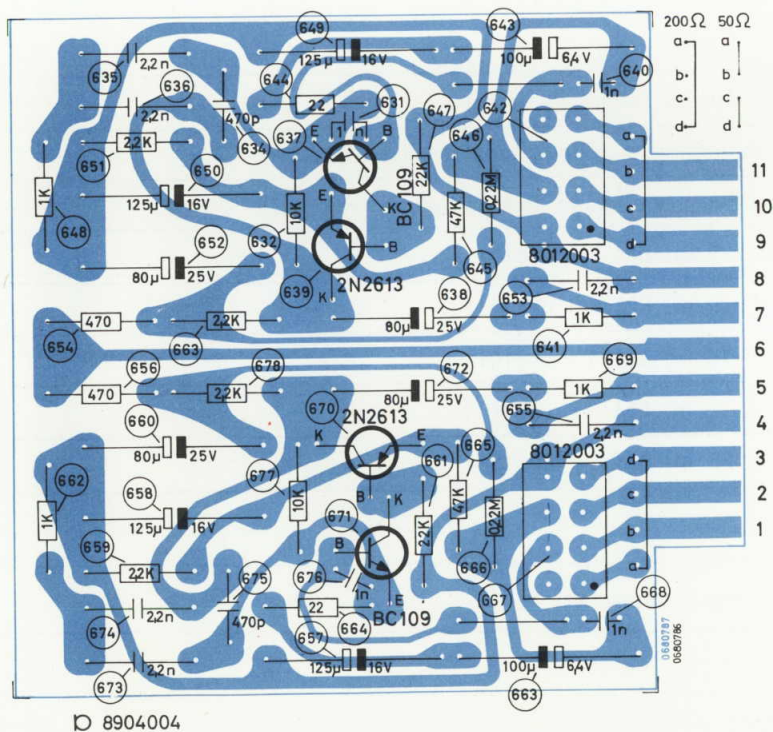 649 643 200Ω 50Ω
635 2,2n 125µ 16V 100µ 6,4V a a
636 644 640
2,2n 22 631 647 1n b b
470p 1n 642 c c
637 E B 646 d d
651 2,2K 634 a
650 22K b 11
1K 125µ 16V E BC109 47K 0,22M c 10
648 632 10K K d 9
652 B 645 8012003
80µ 25V 639 2N2613 638 653 2,2n 8
K
470 2,2K 80µ 25V 1K 7
654 663 641 6
656 678 672 669
470 2,2K 80µ 25V 1K 5
670 2N2613 655
660 K E 2,2n 4
80µ 25V 665 8012003
662 677 661 d 3
658 B K 47K c 2
1K 125µ 16V 10K 671 22K 0,22M b 1
659 B a
2,2K 675 676 666 667
1n E 668
674 2,2n 470p 22 664 BC109 1n
657 0680787
673 2,2n 125µ 16V 100µ 6,4V 0680786
663
8904004